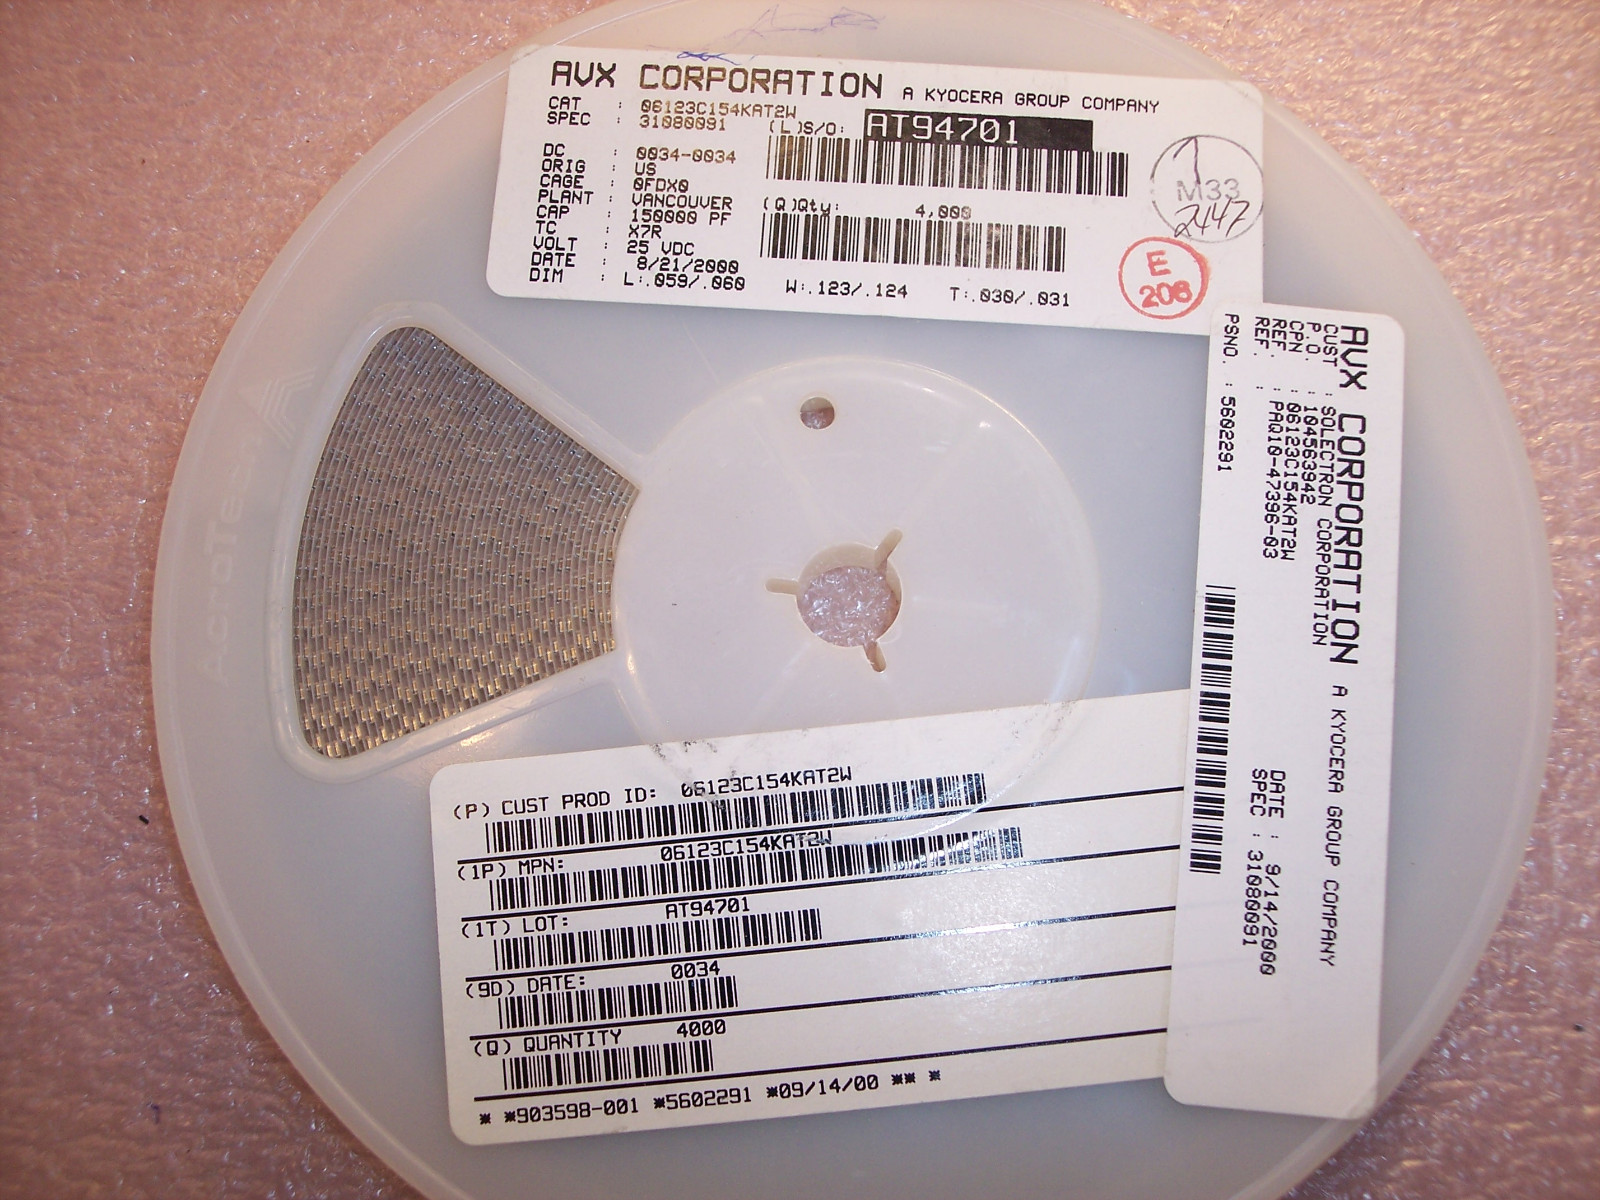 AVX CORPORATION A KYOCERA GROUP COMPANY
CAT : 06123C154KAT2W
SPEC : 31080091
(L)S/O: AT94701
DC : 0034-0034
ORIG : US
CAGE : 0FDX0
PLANT : VANCOUVER
CAP : 150000 PF
TC : X7R
VOLT : 25 VDC
DATE : 8/21/2000
DIM : L:.059/.060 W:.123/.124 T:.030/.031
(Q)Qty: 4,000
M33
2447
E
208
AVX CORPORATION A KYOCERA GROUP COMPANY
CUST : SOLECTRON CORPORATION
P.O. : 104563942
CPN : 06123C154KAT2W
REF. : PAQ10-47396-03
REF. :
DATE : 9/14/2000
SPEC : 31080091
PSNO. : 5602291
(P) CUST PROD ID: 06123C154KAT2W
(1P) MPN: 06123C154KAT2W
(1T) LOT: AT94701
(9D) DATE: 0034
(Q) QUANTITY 4000
* *903598-001 *5602291 *09/14/00 ** *